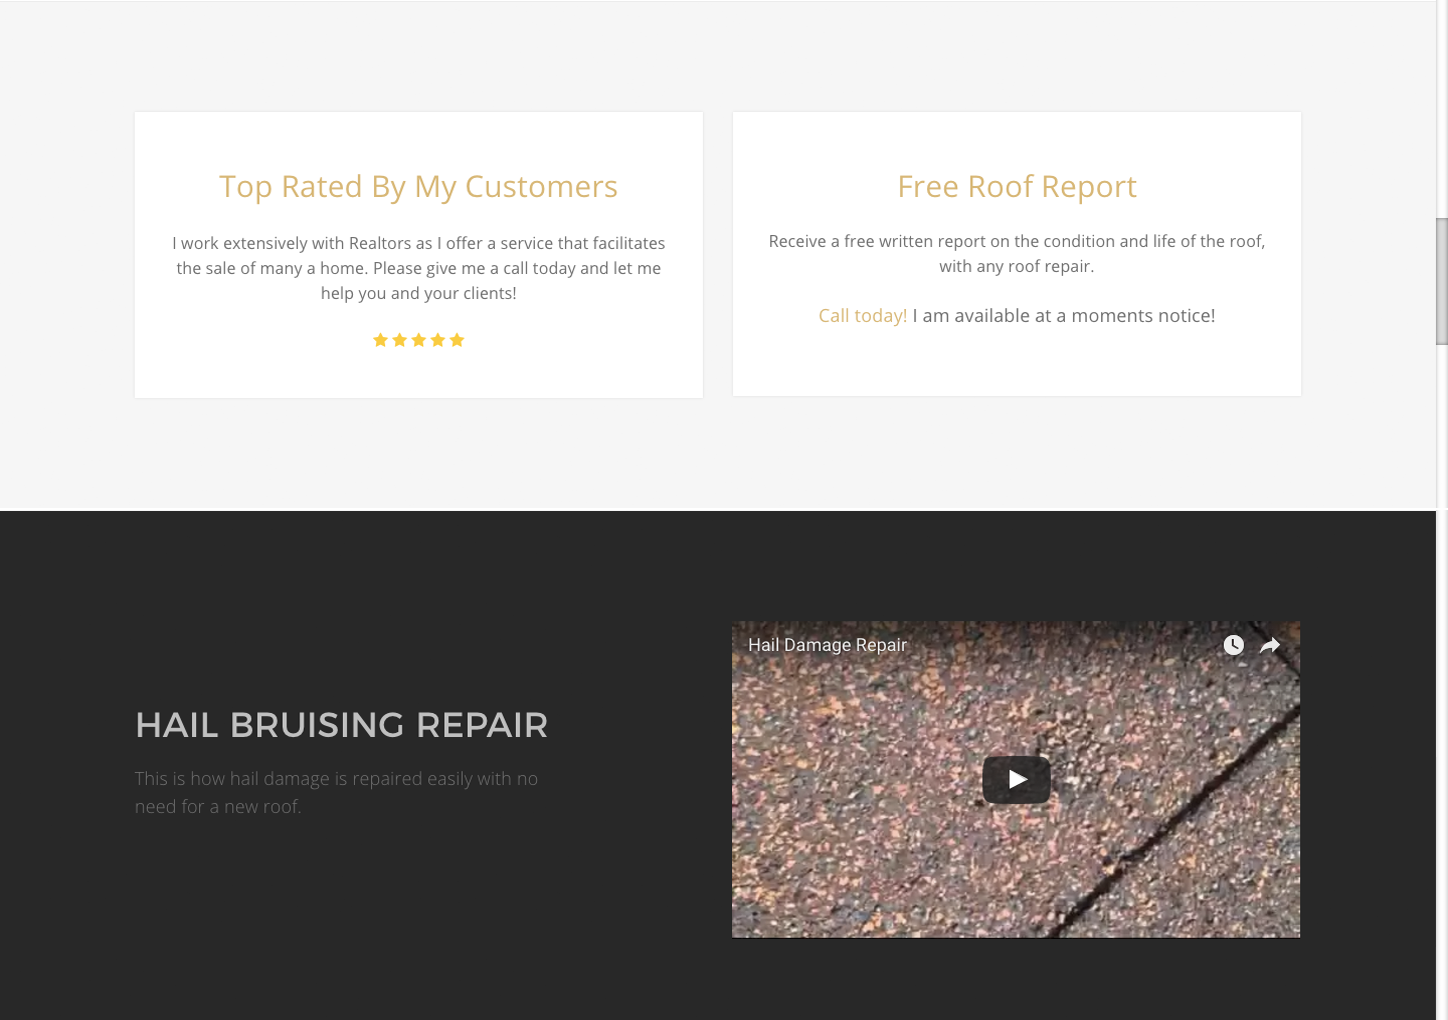 Top Rated By My Customers
I work extensively with Realtors as I offer a service that facilitates
the sale of many a home. Please give me a call today and let me
help you and your clients!
Free Roof Report
Receive a free written report on the condition and life of the roof,
with any roof repair.
Call today! I am available at a moments notice!
HAIL BRUISING REPAIR
This is how hail damage is repaired easily with no
need for a new roof.
Hail Damage Repair